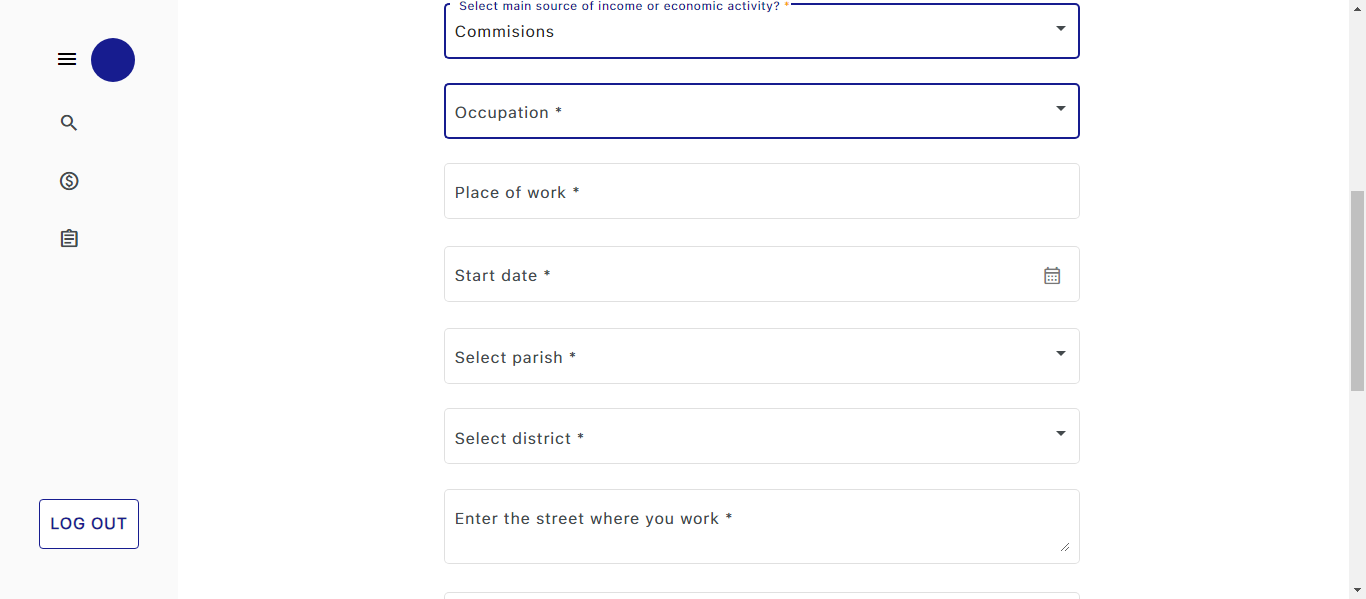 Select main source of income or economic activity? *
Commisions
Occupation *
Place of work *
Start date *
Select parish *
Select district *
Enter the street where you work *
LOG OUT